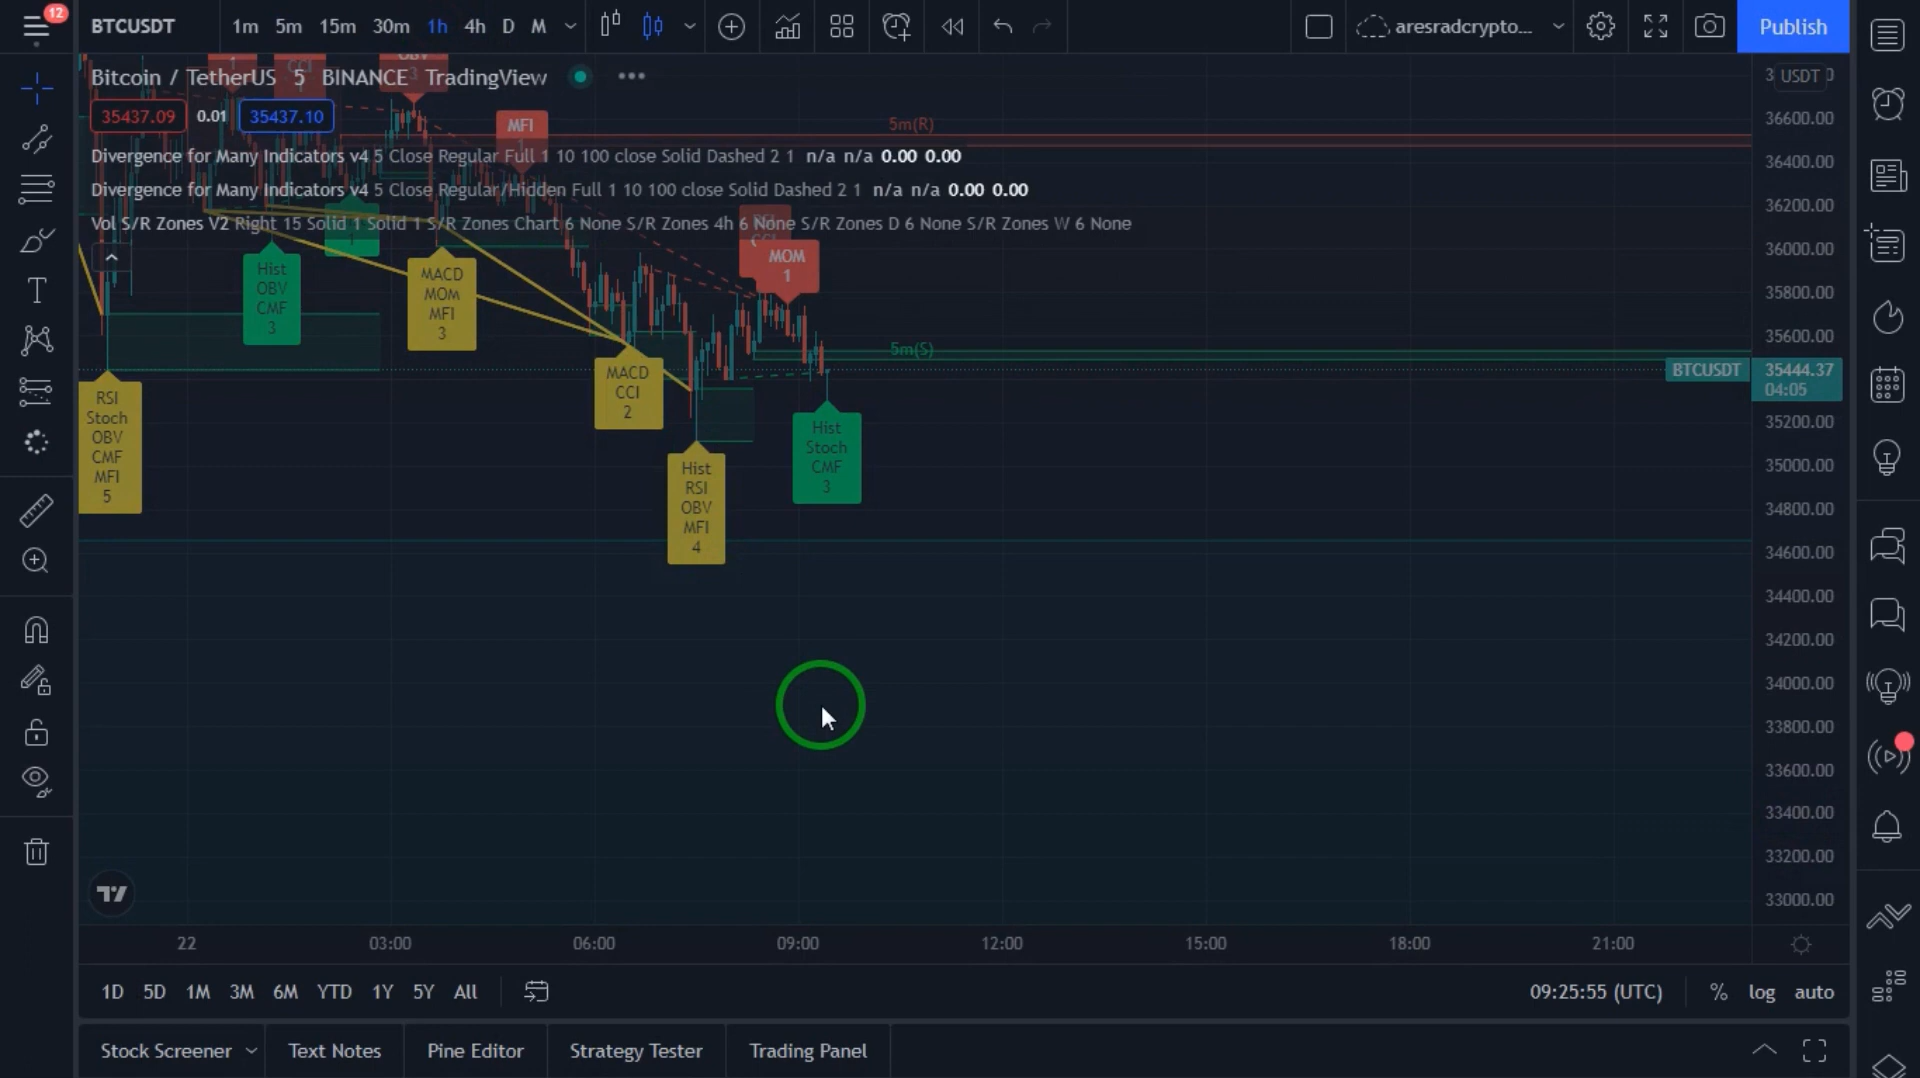 12
BTCUSDT
1m 5m 15m 30m 1h 4h D M
aresradcrypto...
Publish
Bitcoin / TetherUS 5 BINANCE TradingView
35437.09 0.01 35437.10
Divergence for Many Indicators v4 5 Close Regular Full 1 10 100 close Solid Dashed 2 1 n/a n/a 0.00 0.00
Divergence for Many Indicators v4 5 Close Regular/Hidden Full 1 10 100 close Solid Dashed 2 1 n/a n/a 0.00 0.00
Vol S/R Zones V2 Right 15 Solid 1 Solid 1 S/R Zones Chart 6 None S/R Zones 4h 6 None S/R Zones D 6 None S/R Zones W 6 None
1
CCI
1
OBV
3
MFI
1
5m(R)
MOM
1
Hist
OBV
CMF
3
1
MACD
MOM
MFI
3
MACD
CCI
2
RSI
Stoch
OBV
CMF
MFI
5
Hist
RSI
OBV
MFI
4
Hist
Stoch
CMF
3
5m(S)
BTCUSDT
35444.37
04:05
USDT
36600.00
36400.00
36200.00
36000.00
35800.00
35600.00
35200.00
35000.00
34800.00
34600.00
34400.00
34200.00
34000.00
33800.00
33600.00
33400.00
33200.00
33000.00
22 03:00 06:00 09:00 12:00 15:00 18:00 21:00
1D 5D 1M 3M 6M YTD 1Y 5Y All
09:25:55 (UTC) % log auto
Stock Screener Text Notes Pine Editor Strategy Tester Trading Panel